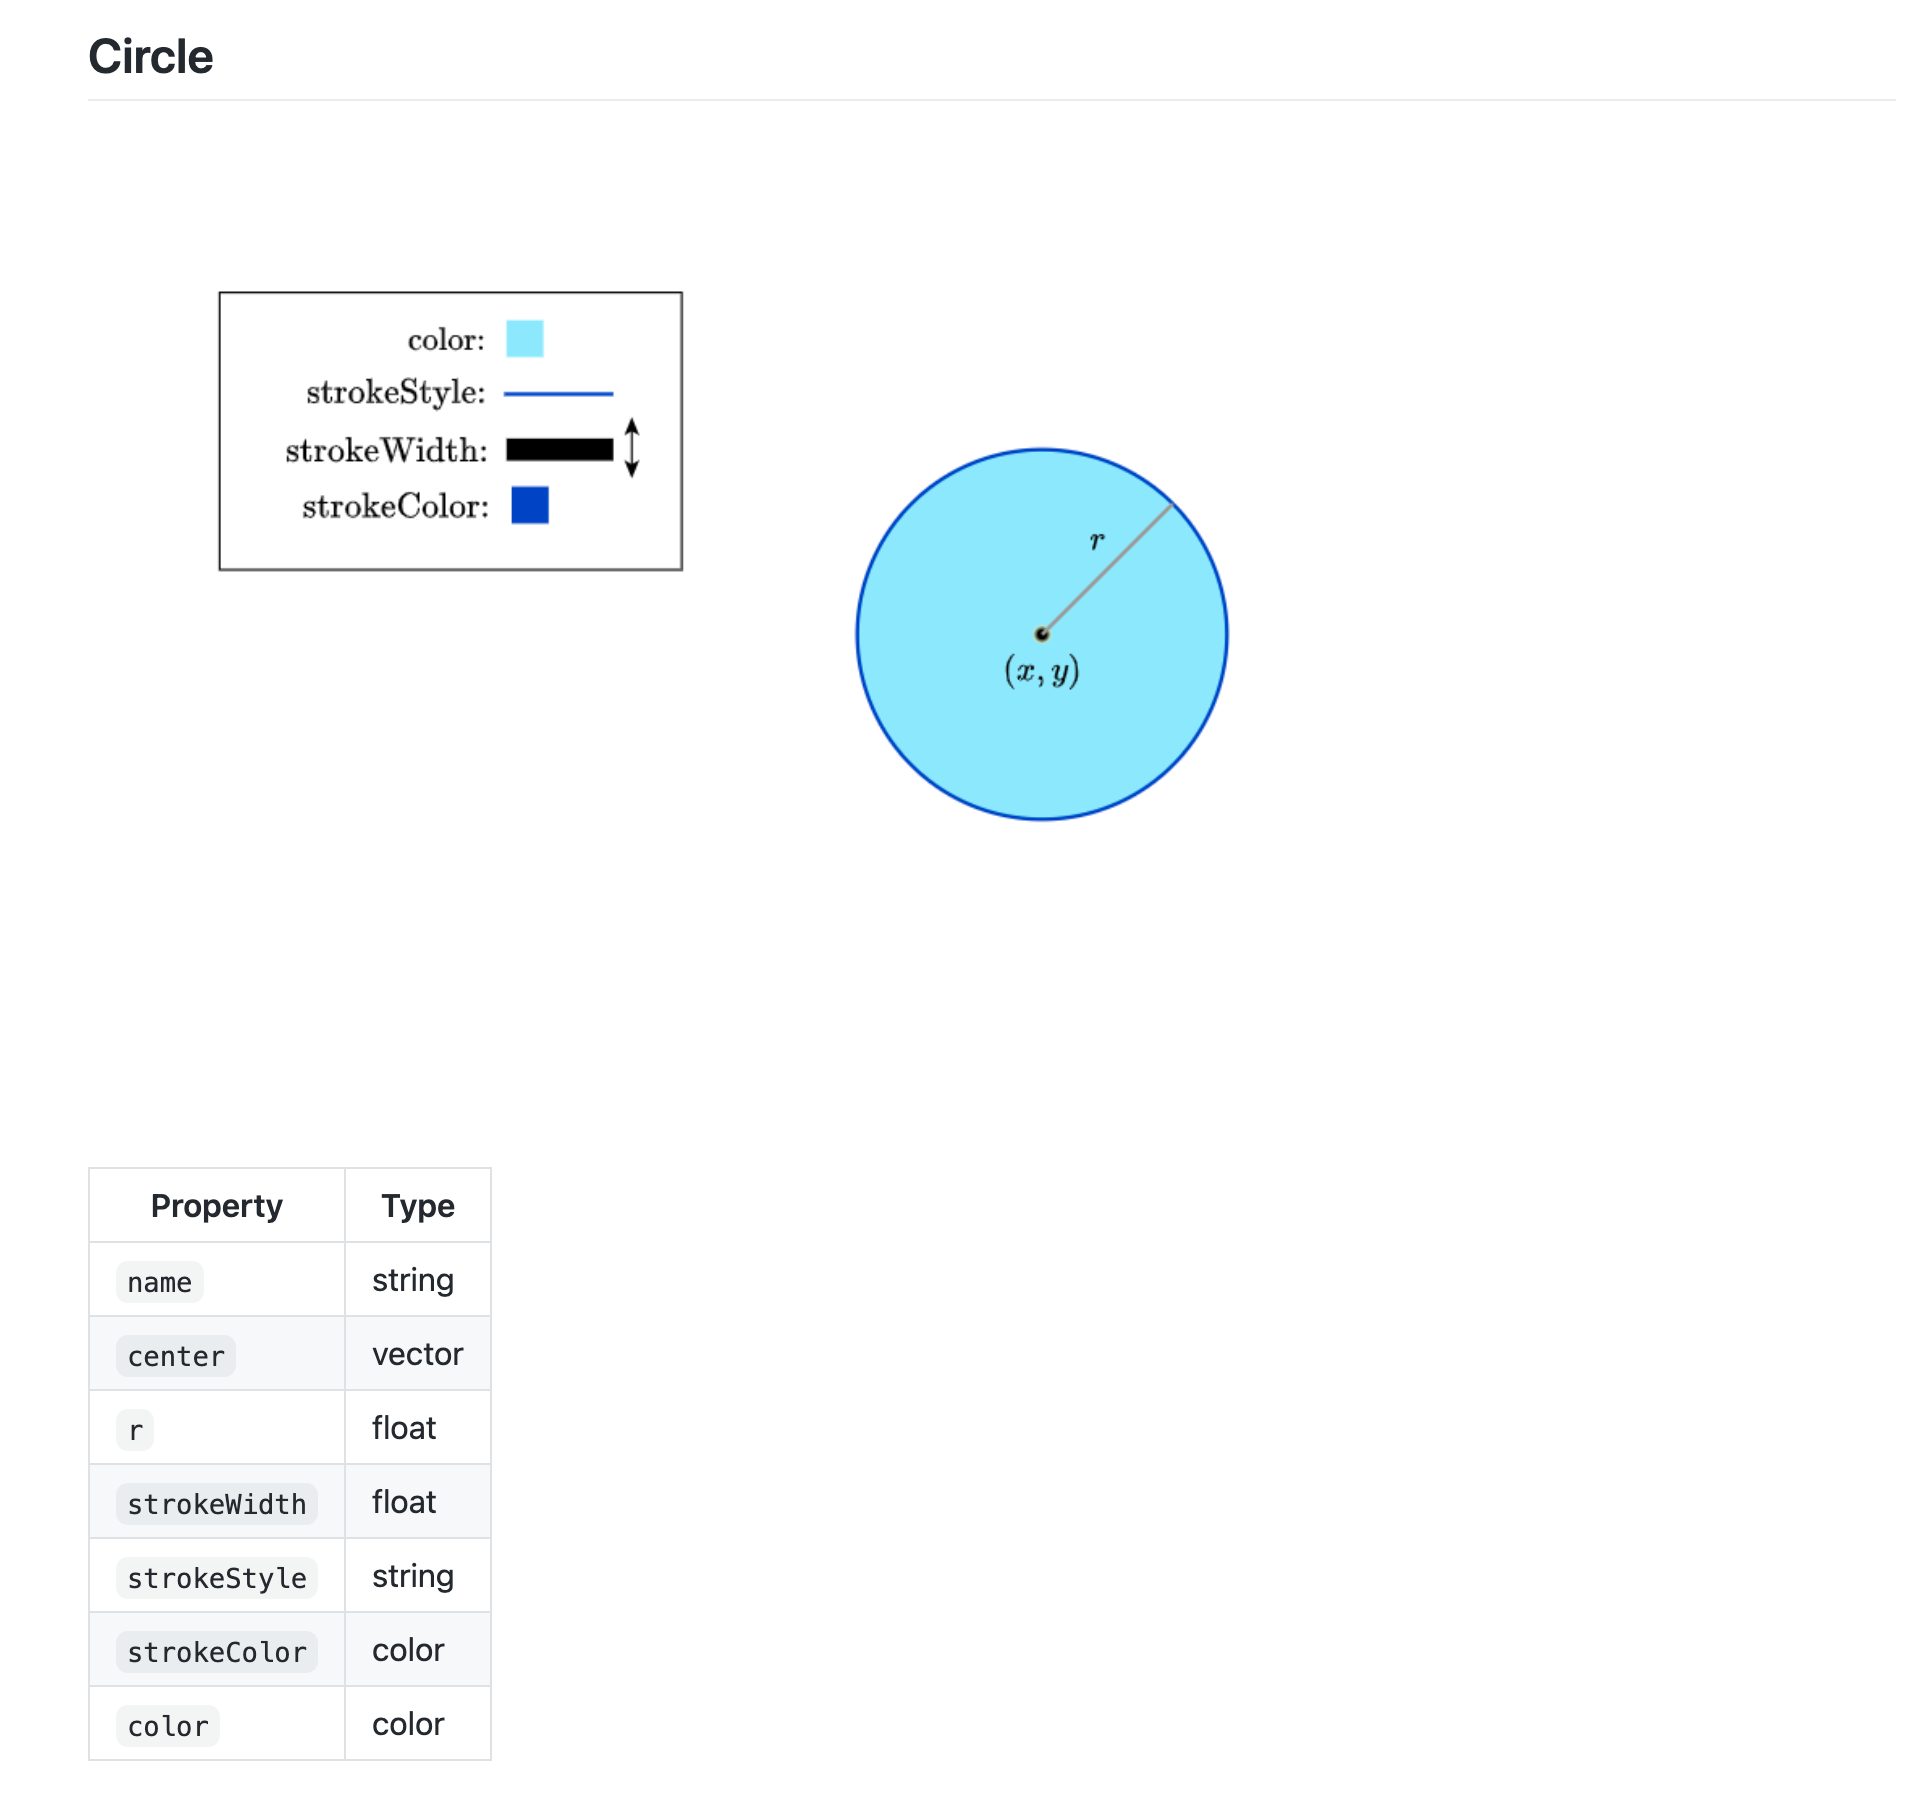 Circle
color:
strokeStyle:
strokeWidth:
strokeColor:
r
(x, y)
Property Type
name string
center vector
r float
strokeWidth float
strokeStyle string
strokeColor color
color color